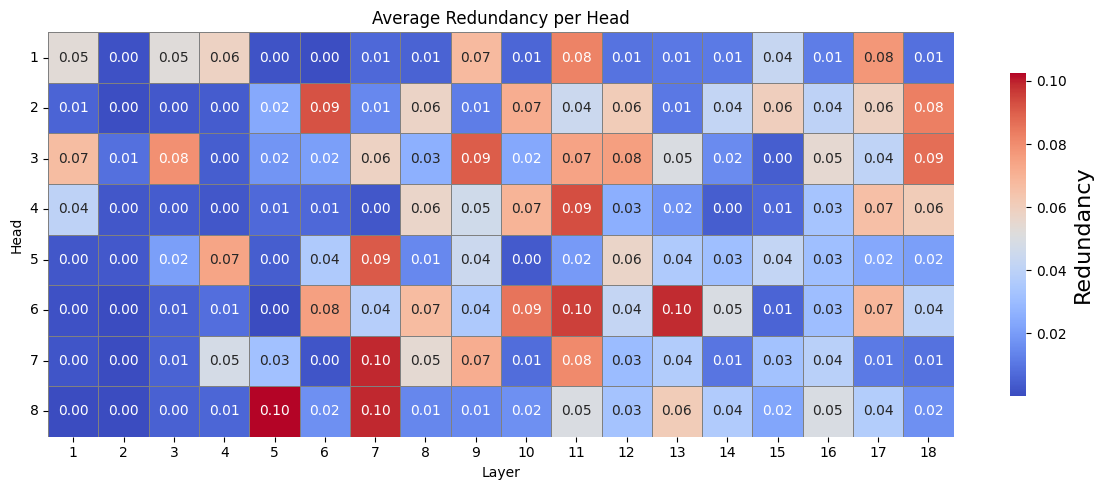 Average Redundancy per Head
1 0.05 0.00 0.05 0.06 0.00 0.00 0.01 0.01 0.07 0.01 0.08 0.01 0.01 0.01 0.04 0.01 0.08 0.01
2 0.01 0.00 0.00 0.00 0.02 0.09 0.01 0.06 0.01 0.07 0.04 0.06 0.01 0.04 0.06 0.04 0.06 0.08
3 0.07 0.01 0.08 0.00 0.02 0.02 0.06 0.03 0.09 0.02 0.07 0.08 0.05 0.02 0.00 0.05 0.04 0.09
4 0.04 0.00 0.00 0.00 0.01 0.01 0.00 0.06 0.05 0.07 0.09 0.03 0.02 0.00 0.01 0.03 0.07 0.06
5 0.00 0.00 0.02 0.07 0.00 0.04 0.09 0.01 0.04 0.00 0.02 0.06 0.04 0.03 0.04 0.03 0.02 0.02
6 0.00 0.00 0.01 0.01 0.00 0.08 0.04 0.07 0.04 0.09 0.10 0.04 0.10 0.05 0.01 0.03 0.07 0.04
7 0.00 0.00 0.01 0.05 0.03 0.00 0.10 0.05 0.07 0.01 0.08 0.03 0.04 0.01 0.03 0.04 0.01 0.01
8 0.00 0.00 0.00 0.01 0.10 0.02 0.10 0.01 0.01 0.02 0.05 0.03 0.06 0.04 0.02 0.05 0.04 0.02
1 2 3 4 5 6 7 8 9 10 11 12 13 14 15 16 17 18
Layer
Head
0.10
0.08
0.06
0.04
0.02
Redundancy